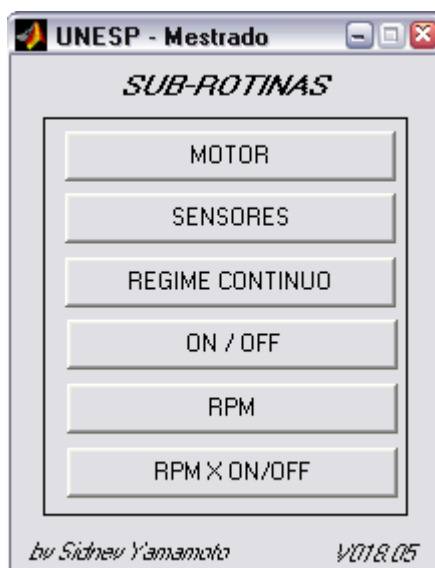 UNESP - Mestrado
SUB-ROTINAS
MOTOR
SENSORES
REGIME CONTINUO
ON / OFF
RPM
RPM X ON/OFF
by Sidney Yamamoto V018.05